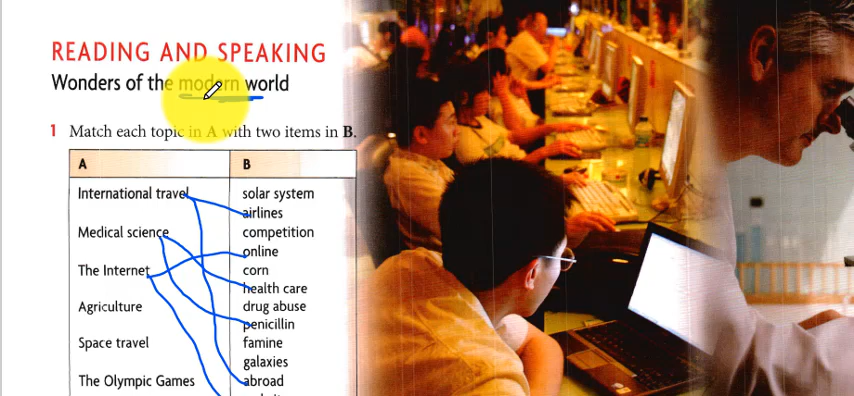 READING AND SPEAKING
Wonders of the modern world
1 Match each topic in A with two items in B.
A B
International travel solar system
airlines
Medical science competition
online
The Internet corn
health care
Agriculture drug abuse
penicillin
Space travel famine
galaxies
The Olympic Games abroad